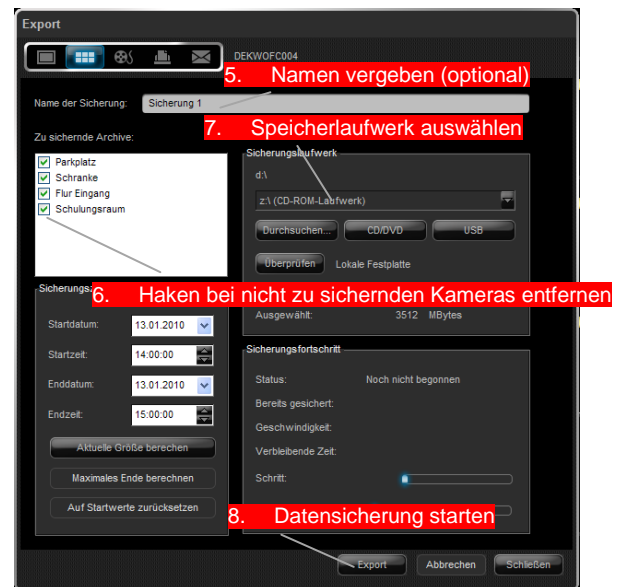 Export
DEKWOFC004
5. Namen vergeben (optional)
Name der Sicherung: Sicherung 1
7. Speicherlaufwerk auswählen
Zu sichernde Archive:
Parkplatz
Schranke
Flur Eingang
Schulungsraum
Sicherungslaufwerk
d:\
z:\ (CD-ROM-Laufwerk)
Durchsuchen... CD/DVD USB
Überprüfen Lokale Festplatte
6. Haken bei nicht zu sichernden Kameras entfernen
Ausgewählt: 3512 MBytes
Startdatum: 13.01.2010
Startzeit: 14:00:00
Enddatum: 13.01.2010
Endzeit: 15:00:00
Aktuelle Größe berechen
Maximales Ende berechnen
Auf Startwerte zurücksetzen
Sicherungsfortschritt
Status: Noch nicht begonnen
Bereits gesichert:
Geschwindigkeit:
Verbleibende Zeit:
Schritt:
8. Datensicherung starten
Export Abbrechen Schließen